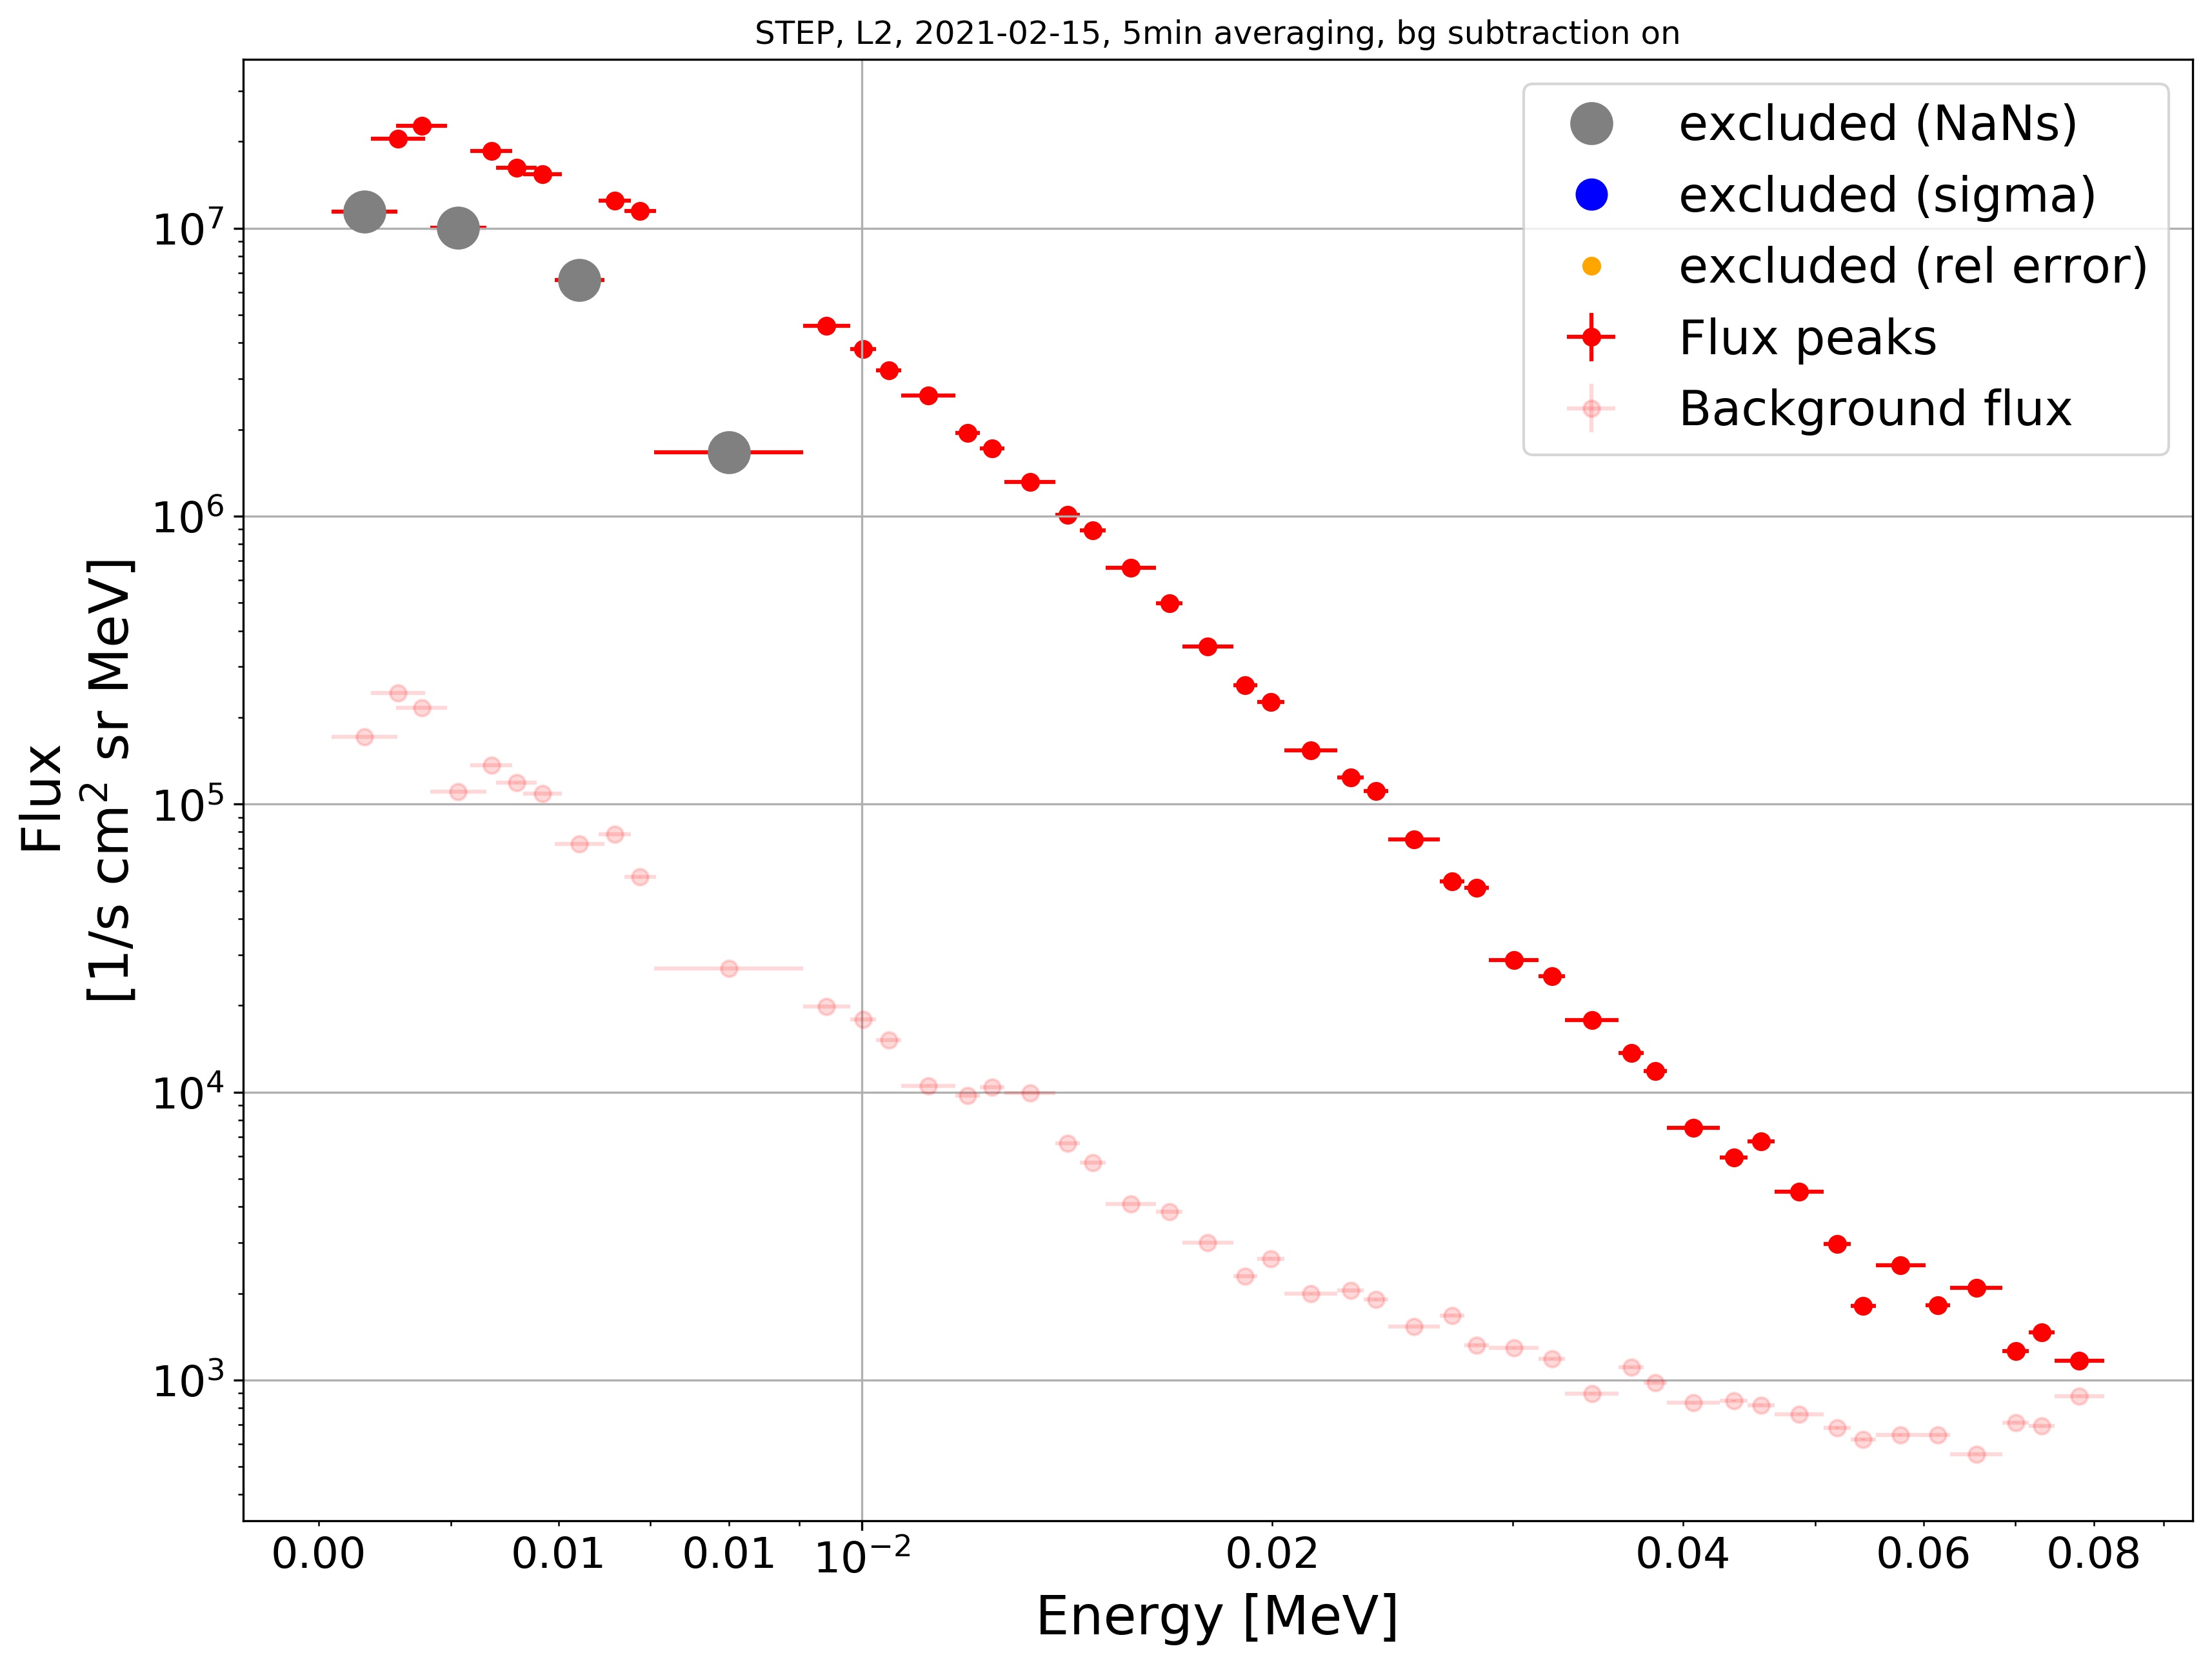 STEP, L2, 2021-02-15, 5min averaging, bg subtraction on
excluded (NaNs)
excluded (sigma)
excluded (rel error)
Flux peaks
Background flux
10⁷
10⁶
10⁵
10⁴
10³
Flux
[1/s cm² sr MeV]
0.00 0.01 0.01 10⁻² 0.02 0.04 0.06 0.08
Energy [MeV]